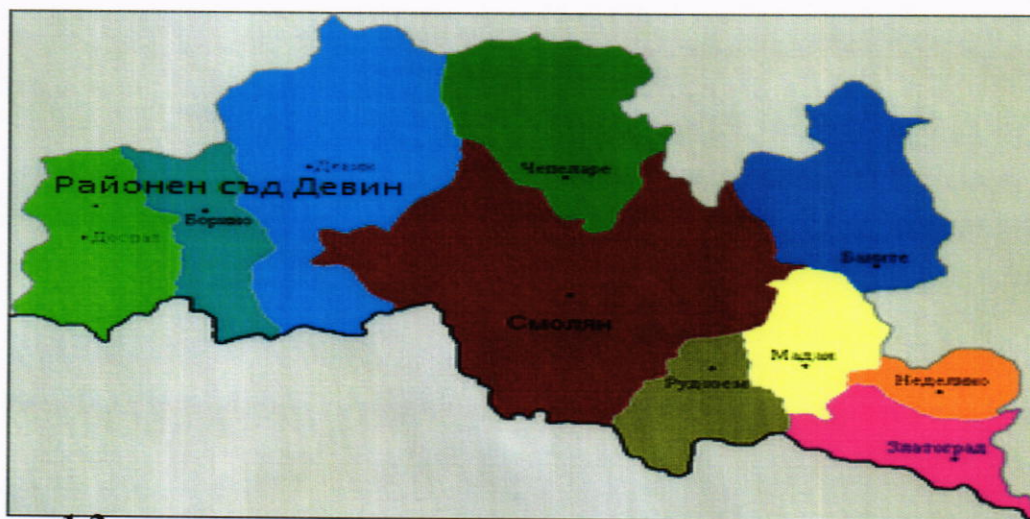 Девин
Чепеларе
Районен съд Девин
Борино
Доспат
Баните
Смолян
Мадан
Рудозем
Неделино
Златоград